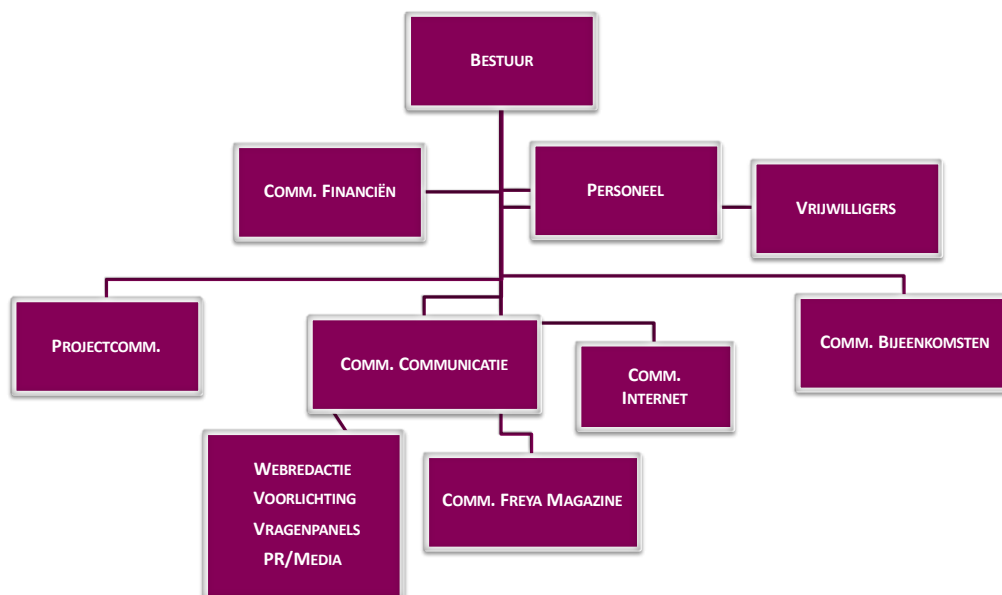 Bestuur
Comm. Financiën
Personeel
Vrijwilligers
Projectcomm.
Comm. Communicatie
Comm.
Internet
Comm. Bijeenkomsten
Webredactie
Voorlichting
Vragenpanels
PR/Media
Comm. Freya Magazine